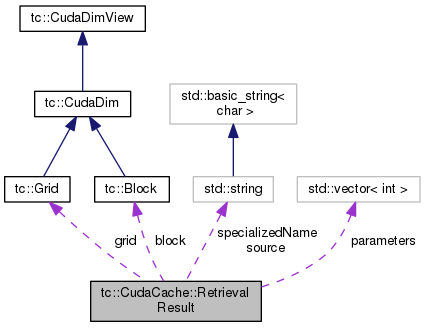 tc::CudaDimView
tc::CudaDim
std::basic_string<
char >
tc::Grid
tc::Block
std::string
std::vector< int >
grid
block
specializedName
source
parameters
tc::CudaCache::Retrieval
Result